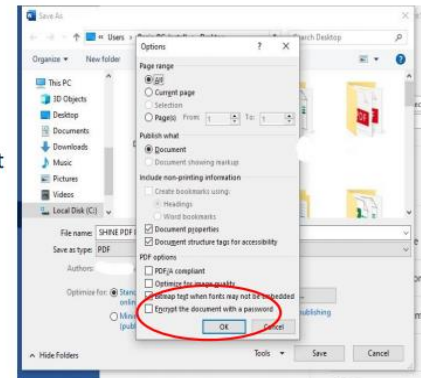 Save As
Users
Desktop
Search Desktop
Organize
New folder
This PC
3D Objects
Desktop
Documents
Downloads
Music
Pictures
Videos
Local Disk (C:)
Options
? X
Page range
All
Current page
Selection
Page(s) From: 1 To: 1
Publish what
Document
Document showing markup
Include non-printing information
Create bookmarks using:
Headings
Word bookmarks
Document properties
Document structure tags for accessibility
PDF options
PDF/A compliant
Optimize for image quality
Bitmap text when fonts may not be embedded
Encrypt the document with a password
OK
Cancel
File name: SHINE PDF
Save as type: PDF
Authors:
Optimize for:
publishing
Hide Folders
Tools
Save
Cancel